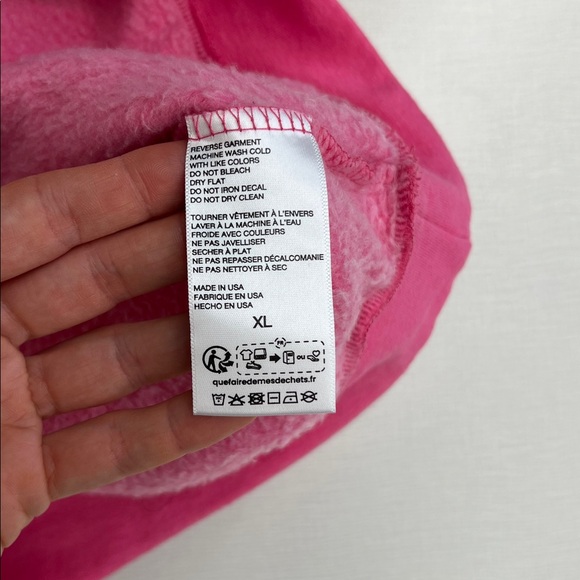 REVERSE GARMENT
MACHINE WASH COLD
WITH LIKE COLORS
DO NOT BLEACH
DRY FLAT
DO NOT IRON DECAL
DO NOT DRY CLEAN
TOURNER VÊTEMENT À L'ENVERS
LAVER À LA MACHINE À L'EAU
FROIDE AVEC COULEURS
NE PAS JAVELLISER
SECHER À PLAT
NE PAS REPASSER DÉCALCOMANIE
NE PAS NETTOYER À SEC
MADE IN USA
FABRIQUE EN USA
HECHO EN USA
XL
FR
OU
quefairedemesdechets.fr